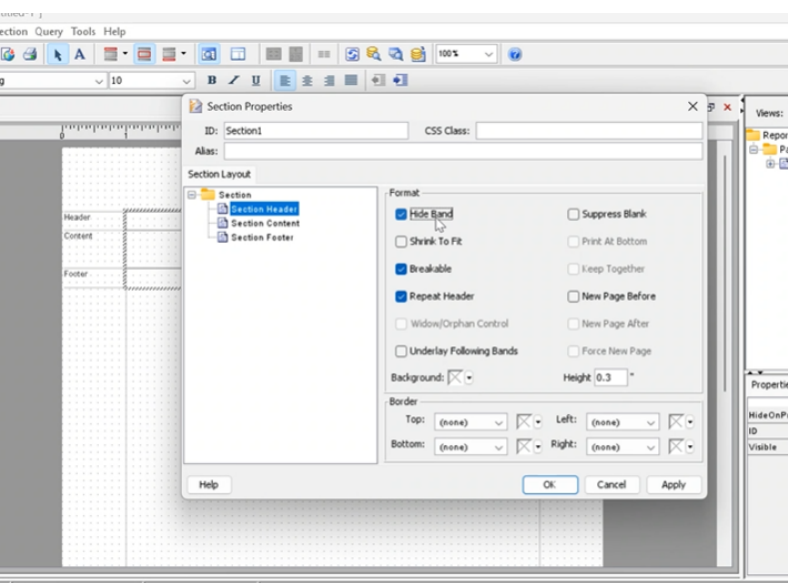 ection Query Tools Help
100%
10
B I U
Section Properties
Views:
ID: Section1 CSS Class:
Alias:
Repor
Pa
Section Layout
Section
Section Header
Section Content
Section Footer
Format
Hide Band Suppress Blank
Shrink To Fit Print At Bottom
Breakable Keep Together
Repeat Header New Page Before
Widow/Orphan Control New Page After
Underlay Following Bands Force New Page
Background: Height 0.3 "
Border
Top: (none) Left: (none)
Bottom: (none) Right: (none)
Help OK Cancel Apply
0 1
Header
Content
Footer
Propertie
HideOnP
ID
Visible